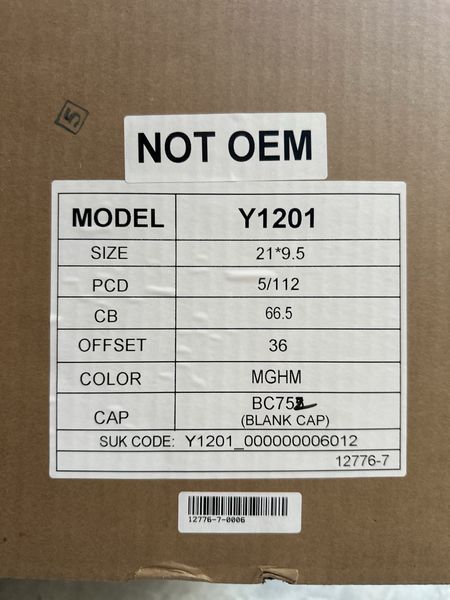 5
NOT OEM
MODEL Y1201
SIZE 21*9.5
PCD 5/112
CB 66.5
OFFSET 36
COLOR MGHM
CAP BC752
(BLANK CAP)
SUK CODE: Y1201_000000006012
12776-7
12776-7-0006